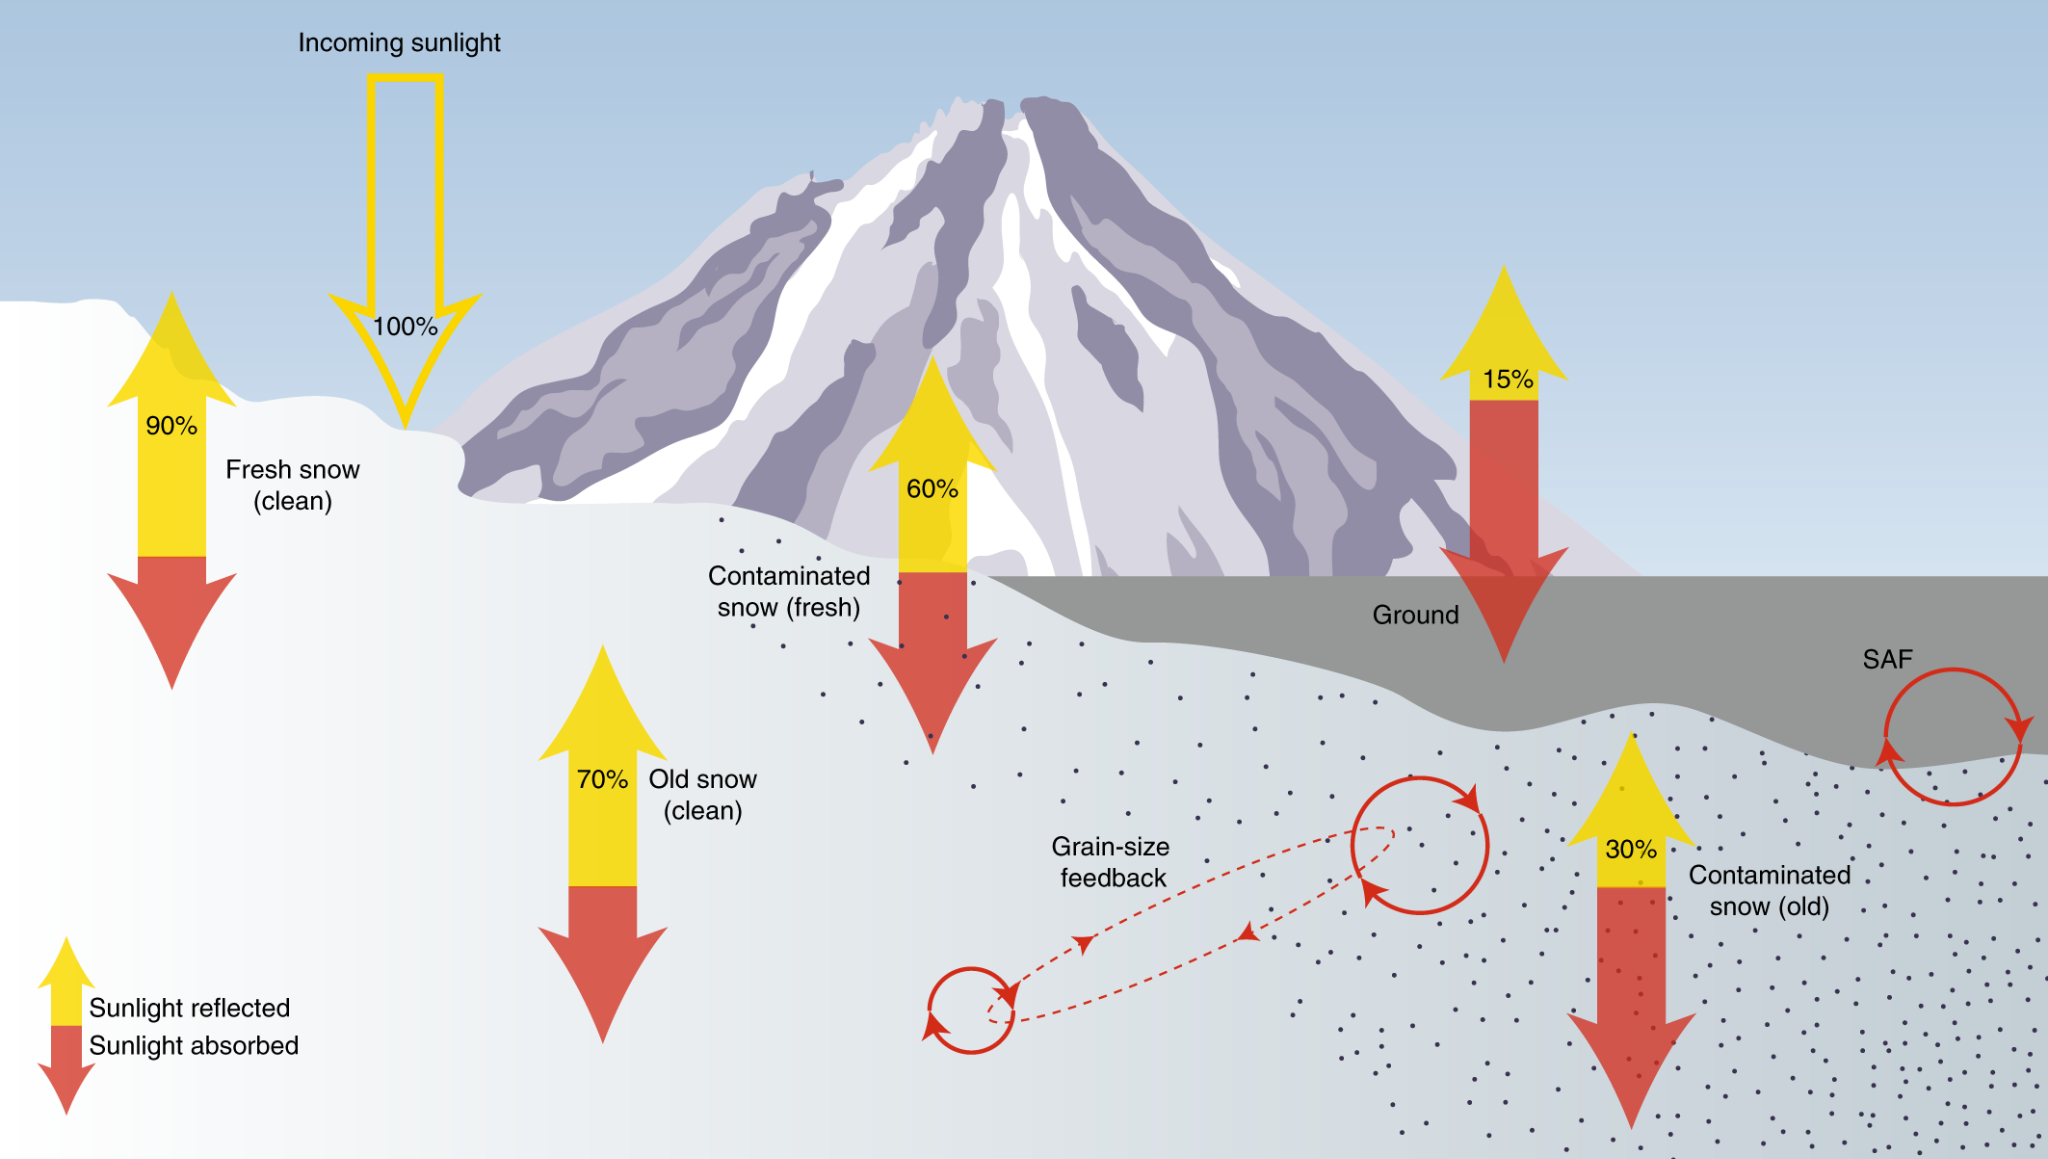 Incoming sunlight
100%
90%
Fresh snow
(clean)
60%
Contaminated
snow (fresh)
15%
Ground
SAF
70%
Old snow
(clean)
Grain-size
feedback
30%
Contaminated
snow (old)
Sunlight reflected
Sunlight absorbed